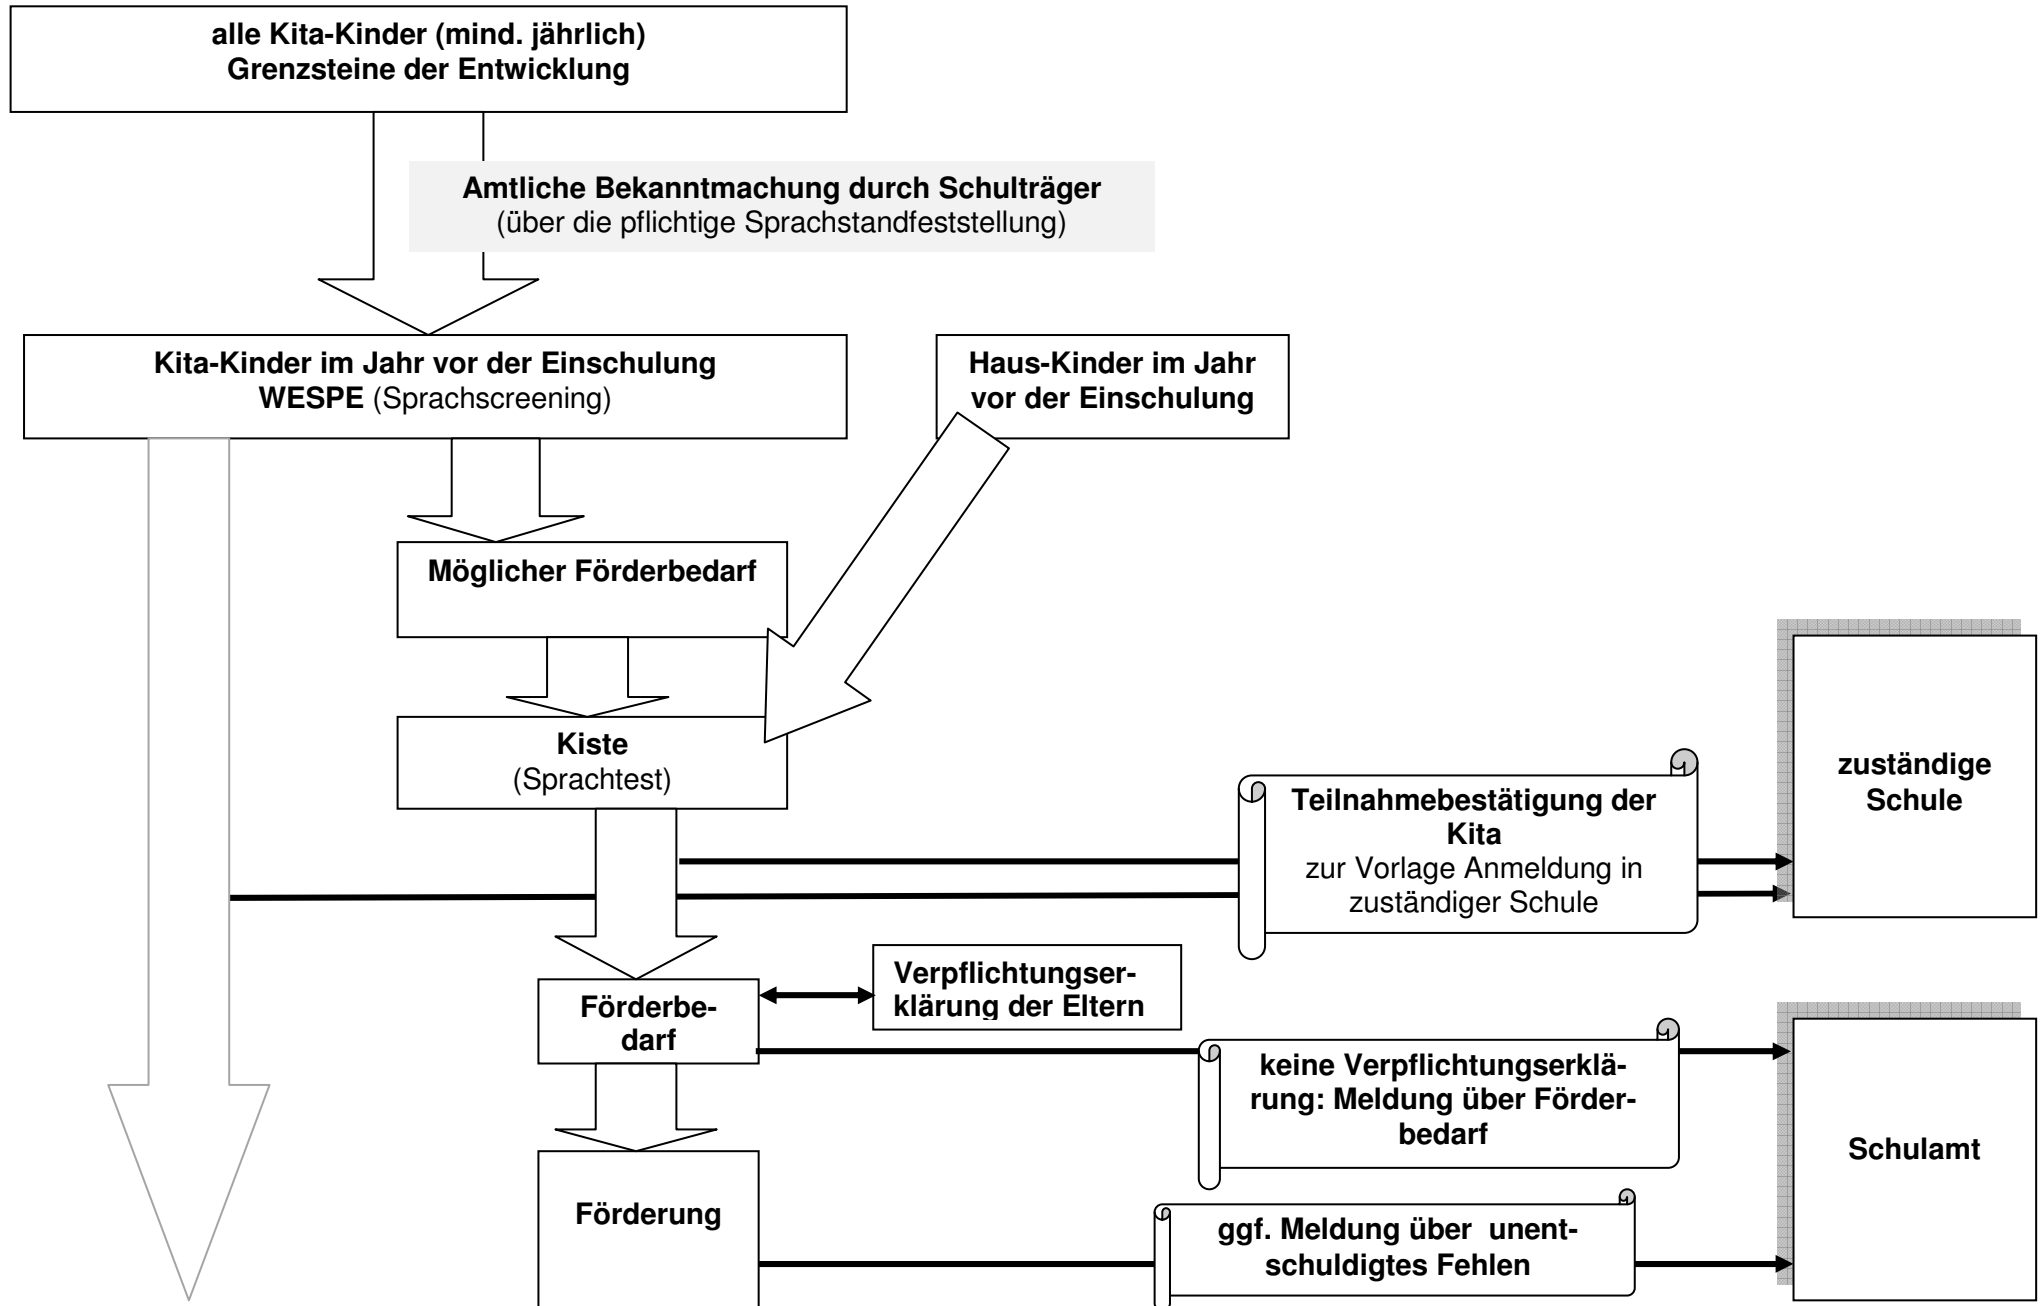 alle Kita-Kinder (mind. jährlich)
Grenzsteine der Entwicklung
Amtliche Bekanntmachung durch Schulträger
(über die pflichtige Sprachstandfeststellung)
Kita-Kinder im Jahr vor der Einschulung
WESPE (Sprachscreening)
Haus-Kinder im Jahr
vor der Einschulung
Möglicher Förderbedarf
Kiste
(Sprachtest)
Teilnahmebestätigung der
Kita
zur Vorlage Anmeldung in
zuständiger Schule
zuständige
Schule
Förderbe-
darf
Verpflichtungser-
klärung der Eltern
keine Verpflichtungserklä-
rung: Meldung über Förder-
bedarf
Schulamt
Förderung
ggf. Meldung über  unent-
schuldigtes Fehlen